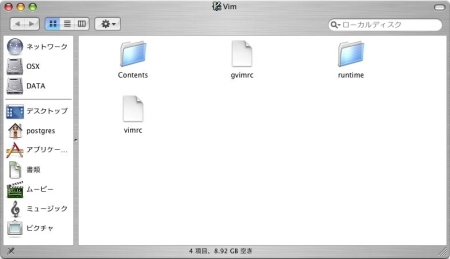 Vim
ローカルディスク
ネットワーク
OSX
DATA
デスクトップ
postgres
アプリケー...
書類
ムービー
ミュージック
ピクチャ
Contents
gvimrc
runtime
vimrc
4 項目、8.92 GB 空き